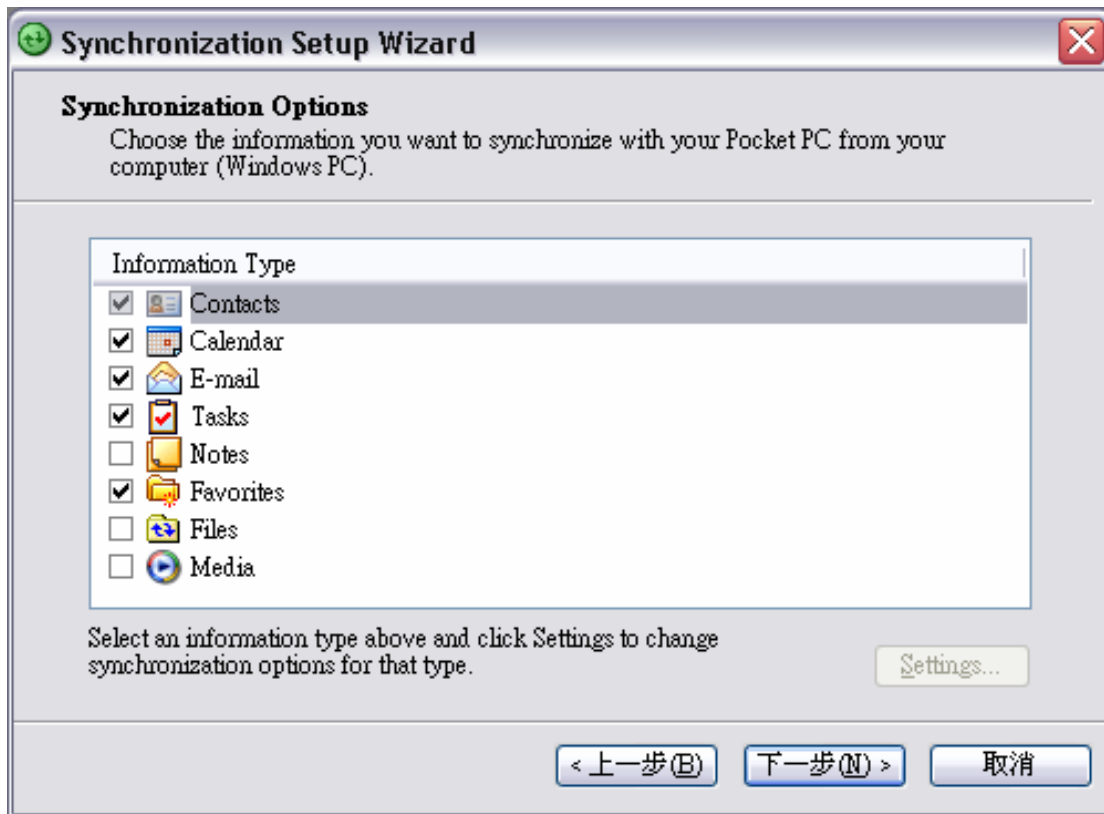 Synchronization Setup Wizard
Synchronization Options
Choose the information you want to synchronize with your Pocket PC from your
computer (Windows PC).
Information Type
Contacts
Calendar
E-mail
Tasks
Notes
Favorites
Files
Media
Select an information type above and click Settings to change
synchronization options for that type.
Settings...
< 上一步(B)
下一步(N) >
取消